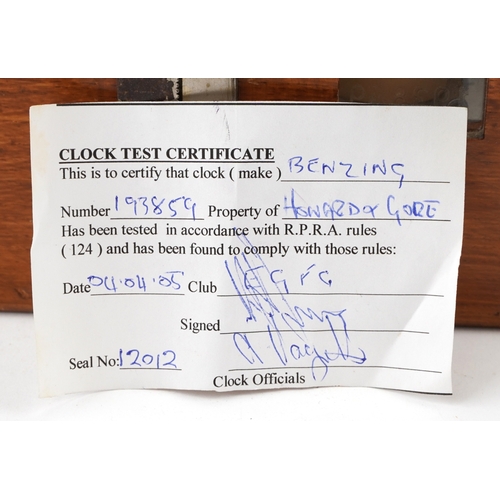 CLOCK TEST CERTIFICATE
This is to certify that clock ( make ) BENZING
Number 193859 Property of HOWARD & GORE
Has been tested in accordance with R.P.R.A. rules
( 124 ) and has been found to comply with those rules:
Date 04.04.05 Club
Signed
Seal No: 12012
Clock Officials